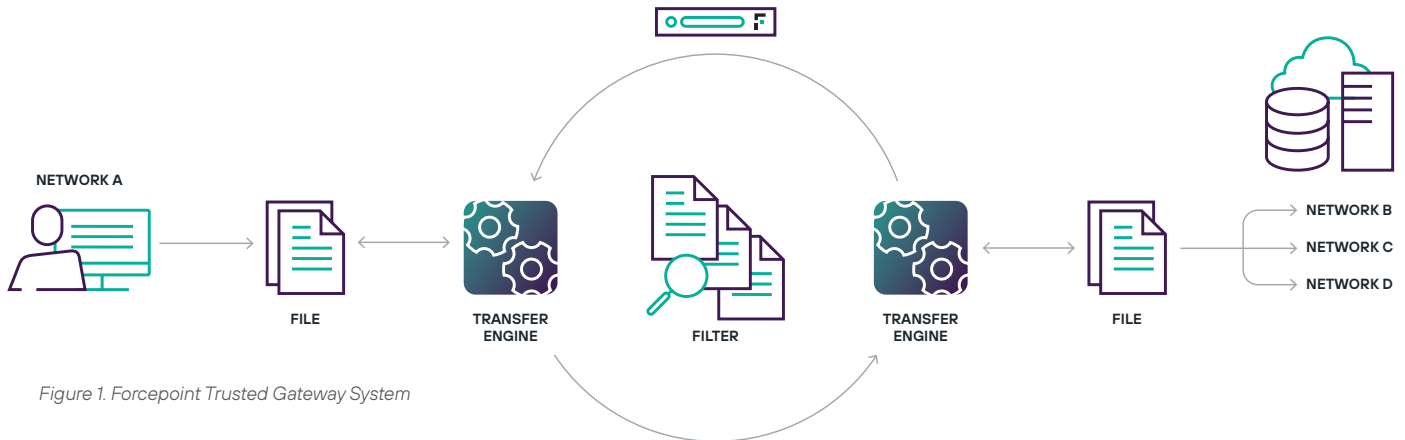 NETWORK A
FILE
TRANSFER
ENGINE
FILTER
TRANSFER
ENGINE
FILE
NETWORK B
NETWORK C
NETWORK D
Figure 1. Forcepoint Trusted Gateway System